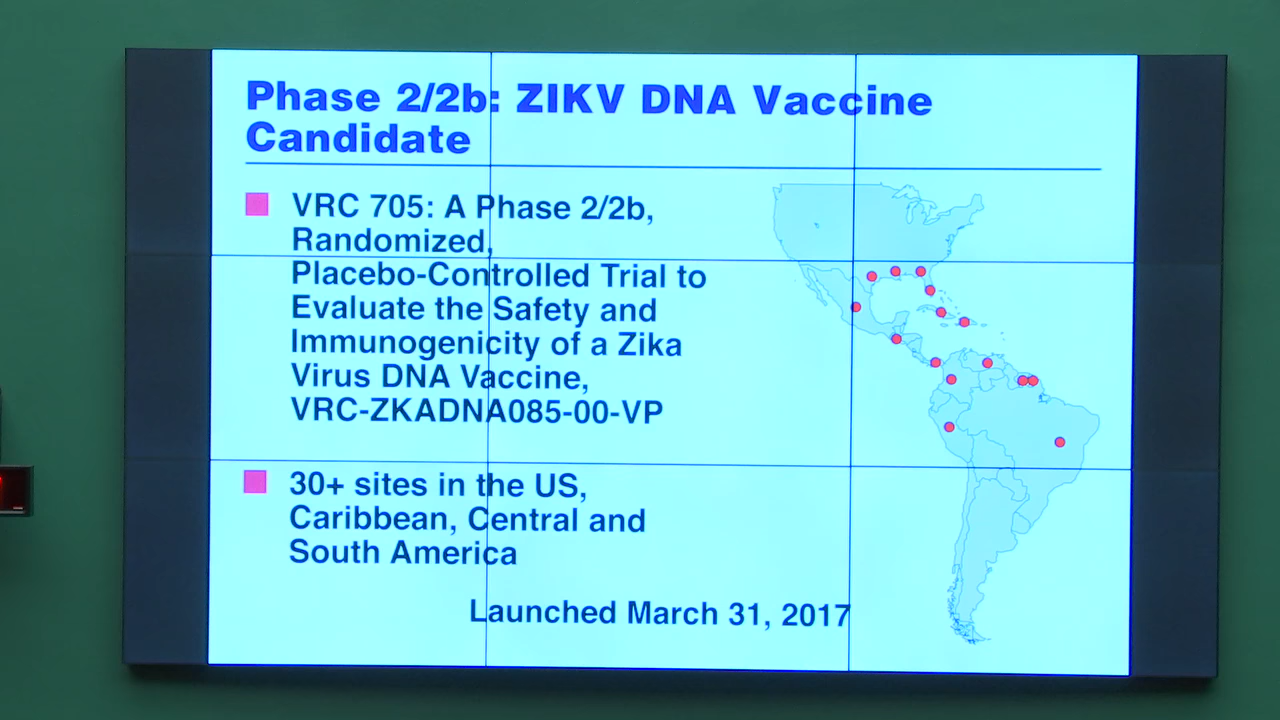 Phase 2/2b: ZIKV DNA Vaccine
Candidate
VRC 705: A Phase 2/2b,
Randomized,
Placebo-Controlled Trial to
Evaluate the Safety and
Immunogenicity of a Zika
Virus DNA Vaccine,
VRC-ZKADNA085-00-VP
30+ sites in the US,
Caribbean, Central and
South America
Launched March 31, 2017